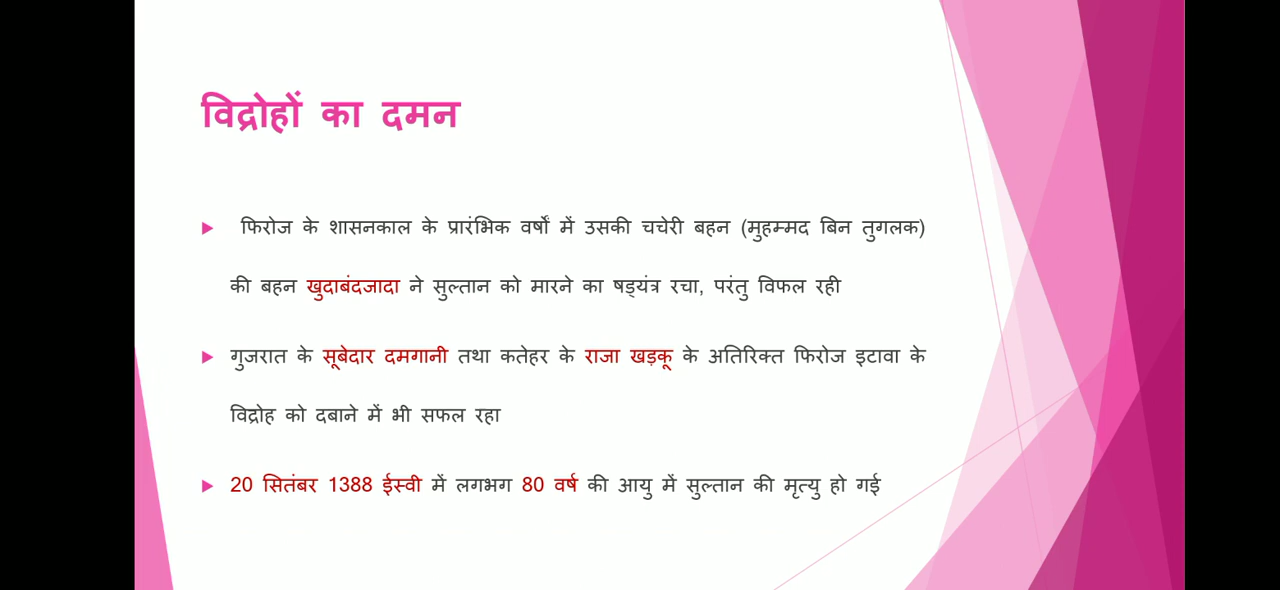 विद्रोहों का दमन
फिरोज के शासनकाल के प्रारंभिक वर्षों में उसकी चचेरी बहन (मुहम्मद बिन तुगलक)
की बहन खुदाबंदजादा ने सुल्तान को मारने का षड्यंत्र रचा, परंतु विफल रही
गुजरात के सूबेदार दमगानी तथा कतेहर के राजा खड़कू के अतिरिक्त फिरोज इटावा के
विद्रोह को दबाने में भी सफल रहा
20 सितंबर 1388 ईस्वी में लगभग 80 वर्ष की आयु में सुल्तान की मृत्यु हो गई